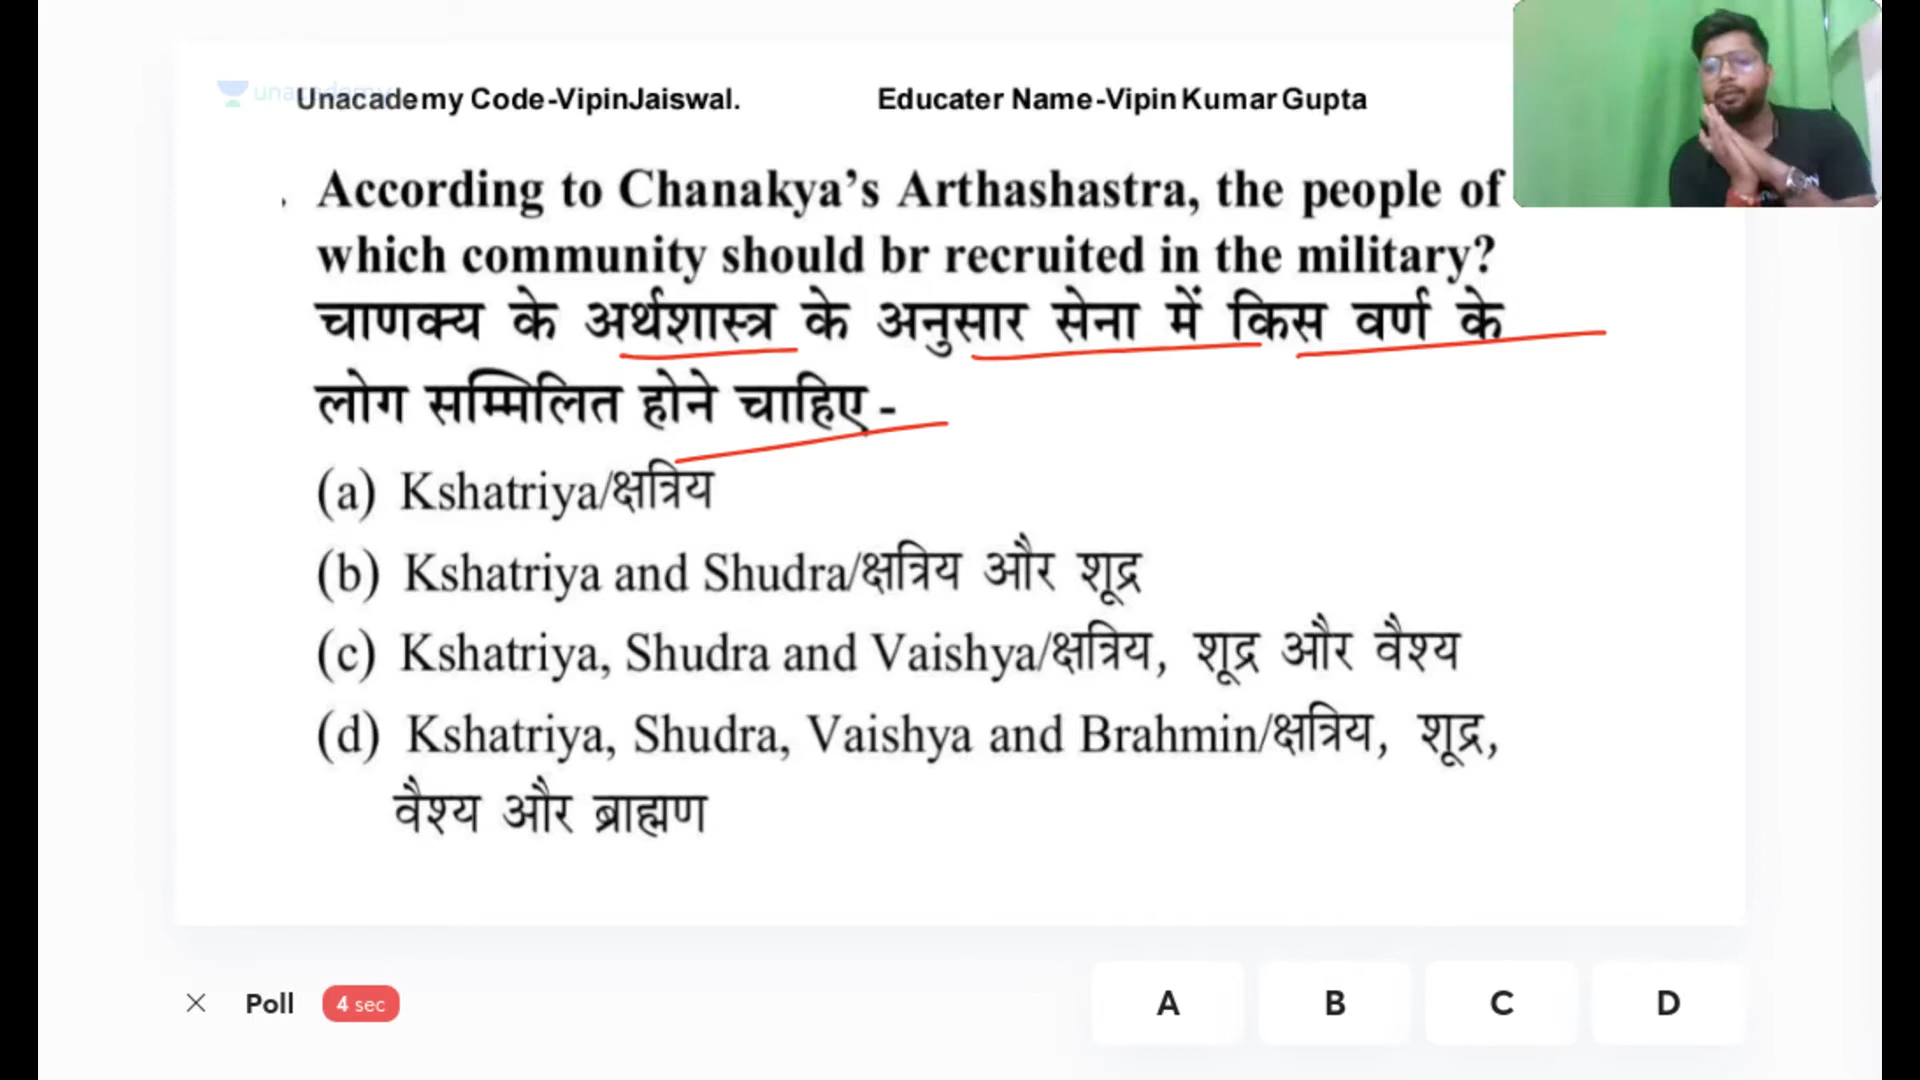 unacademy
Unacademy Code-VipinJaiswal. Educater Name-Vipin Kumar Gupta
According to Chanakya's Arthashastra, the people of
which community should br recruited in the military?
चाणक्य के अर्थशास्त्र के अनुसार सेना में किस वर्ण के
लोग सम्मिलित होने चाहिए -
(a) Kshatriya/क्षत्रिय
(b) Kshatriya and Shudra/क्षत्रिय और शूद्र
(c) Kshatriya, Shudra and Vaishya/क्षत्रिय, शूद्र और वैश्य
(d) Kshatriya, Shudra, Vaishya and Brahmin/क्षत्रिय, शूद्र,
वैश्य और ब्राह्मण
Poll 4 sec A B C D